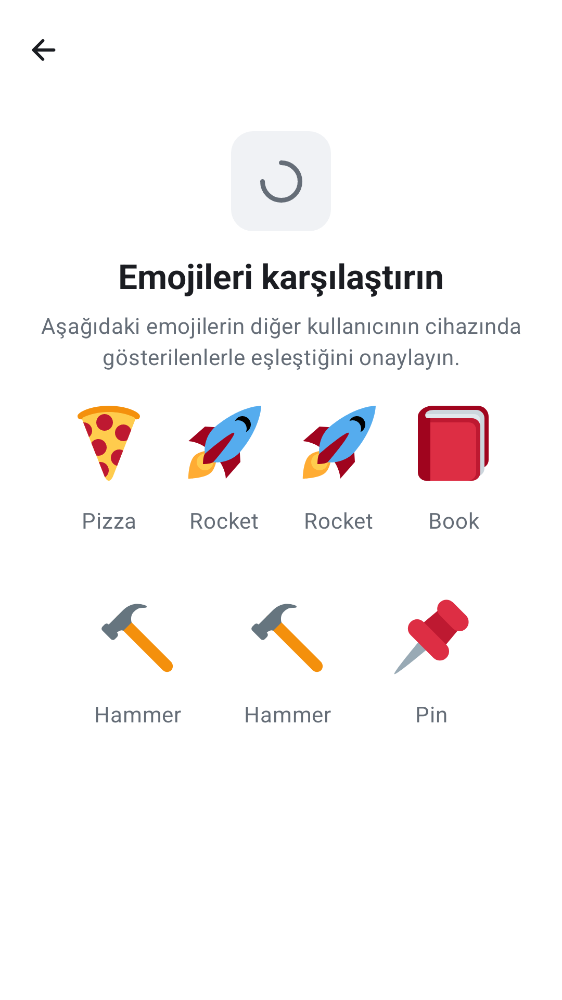 Emojileri karşılaştırın
Aşağıdaki emojilerin diğer kullanıcının cihazında
gösterilenlerle eşleştiğini onaylayın.
Pizza Rocket Rocket Book
Hammer Hammer Pin